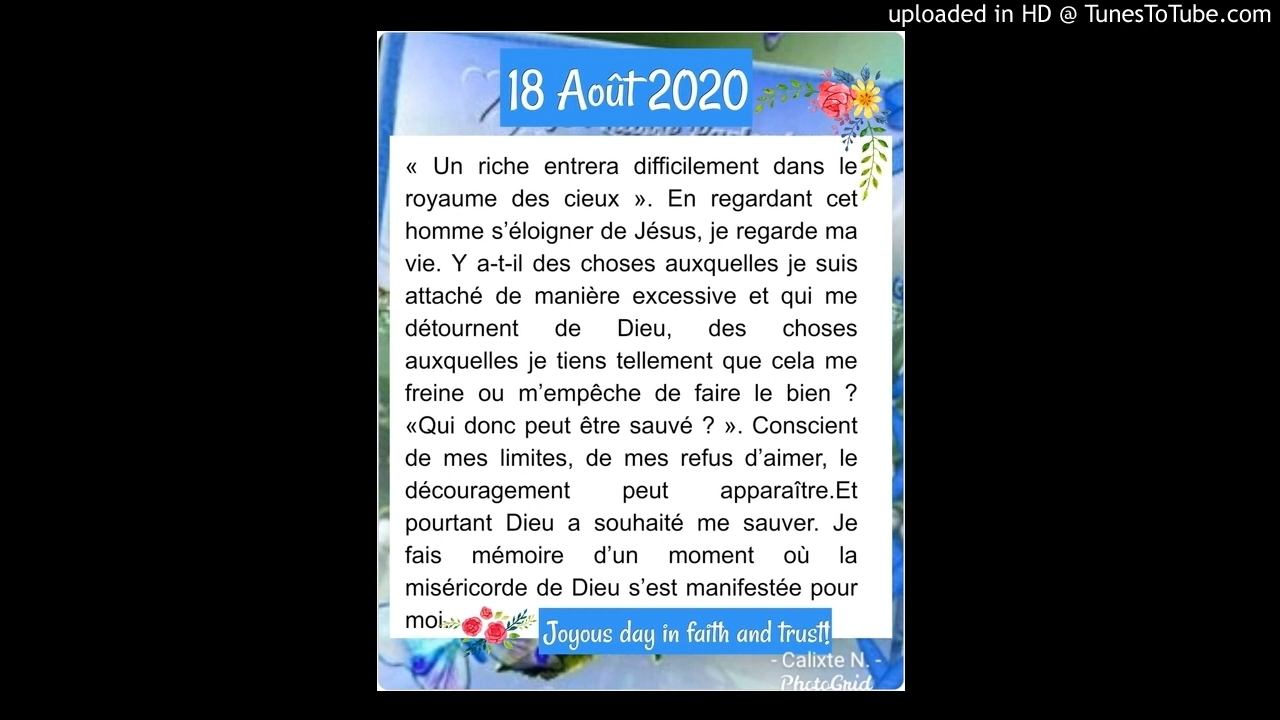 uploaded in HD @ TunesToTube.com
18 Août 2020
« Un riche entrera difficilement dans le
royaume des cieux ». En regardant cet
homme s’éloigner de Jésus, je regarde ma
vie. Y a-t-il des choses auxquelles je suis
attaché de manière excessive et qui me
détournent de Dieu, des choses
auxquelles je tiens tellement que cela me
freine ou m’empêche de faire le bien ?
«Qui donc peut être sauvé ? ». Conscient
de mes limites, de mes refus d’aimer, le
découragement peut apparaître.Et
pourtant Dieu a souhaité me sauver. Je
fais mémoire d’un moment où la
miséricorde de Dieu s’est manifestée pour
moi
Joyous day in faith and trust!
- Calixte N. -
PhotoGrid